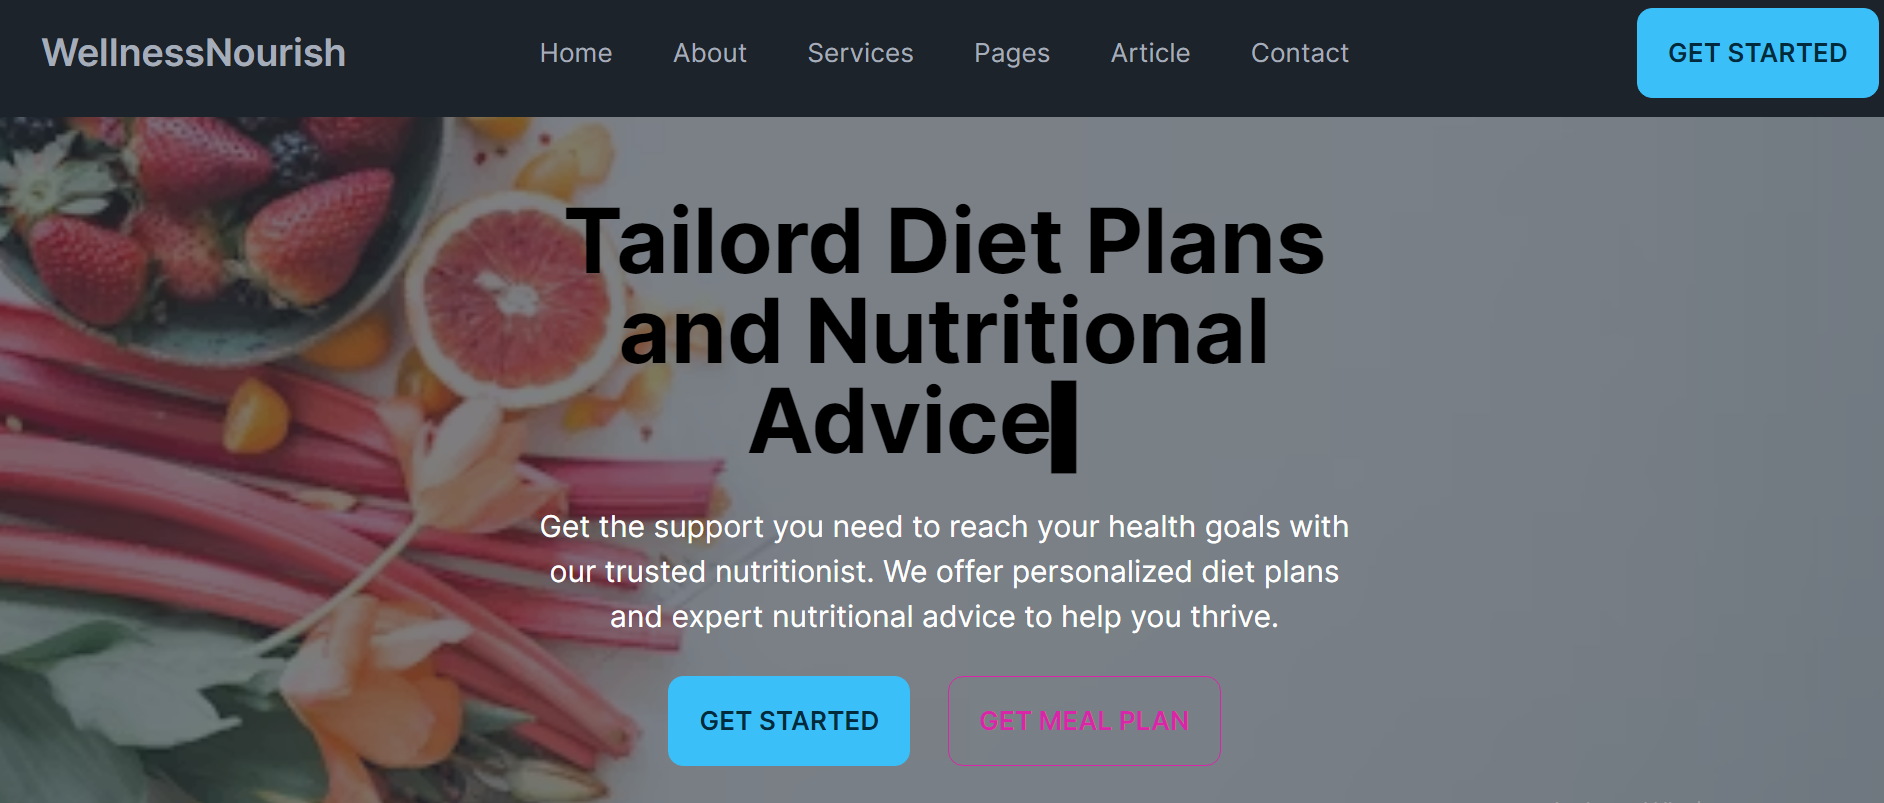 WellnessNourish
Home About Services Pages Article Contact
GET STARTED
Tailord Diet Plans
and Nutritional
Advice
Get the support you need to reach your health goals with
our trusted nutritionist. We offer personalized diet plans
and expert nutritional advice to help you thrive.
GET STARTED
GET MEAL PLAN